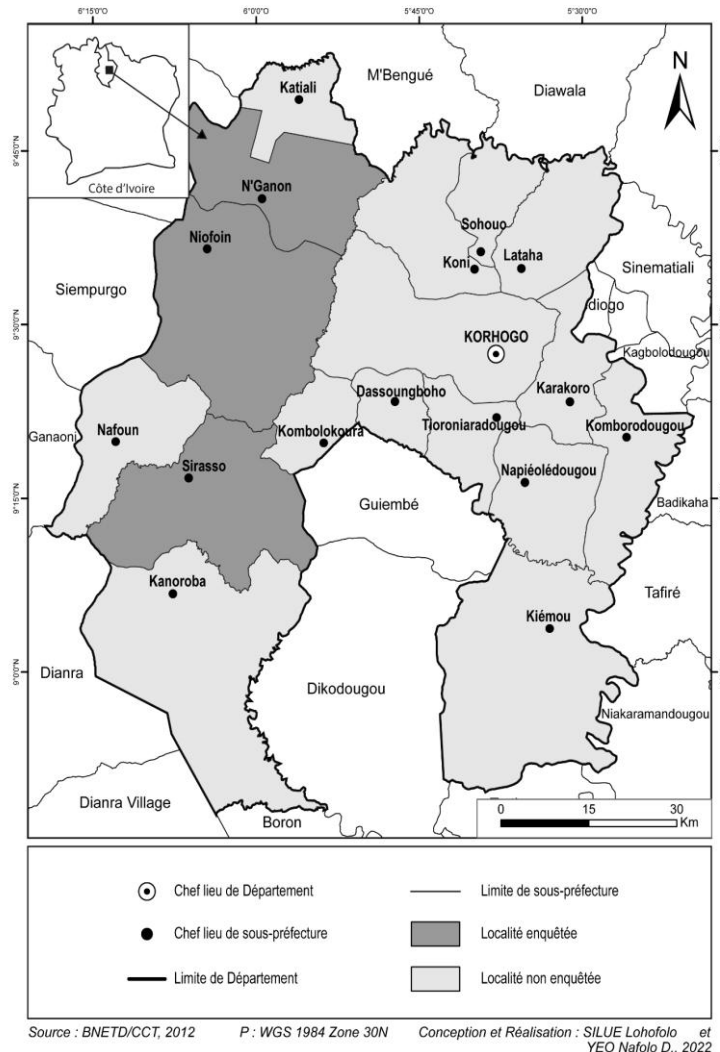 6°15'0"O 6°0'0"O 5°45'0"O 5°30'0"O
M'Bengué
Diawala
N
Katiali
9°45'0"N
Côte d'Ivoire
N'Ganon
Niofoin
Sohouo
Koni
Lataha
Sinematiali
Siempurgo
diogo
9°30'0"N
KORHOGO
Kagbolodougou
Dassoungboho
Karakoro
Ganaoni
Nafoun
Kombolokoura
Tioroniaradougou
Komborodougou
Sirasso
Napiéolédougou
9°15'0"N
Guiembé
Badikaha
Kanoroba
Tafiré
Kiémou
Dianra
9°0'0"N
Dikodougou
Niakaramandougou
Dianra Village
Boron
0 15 30
Km
Chef lieu de Département
Limite de sous-préfecture
Chef lieu de sous-préfecture
Localité enquêtée
Limite de Département
Localité non enquêtée
Source : BNETD/CCT, 2012 P : WGS 1984 Zone 30N Conception et Réalisation : SILUE Lohofolo et
YEO Nafolo D., 2022